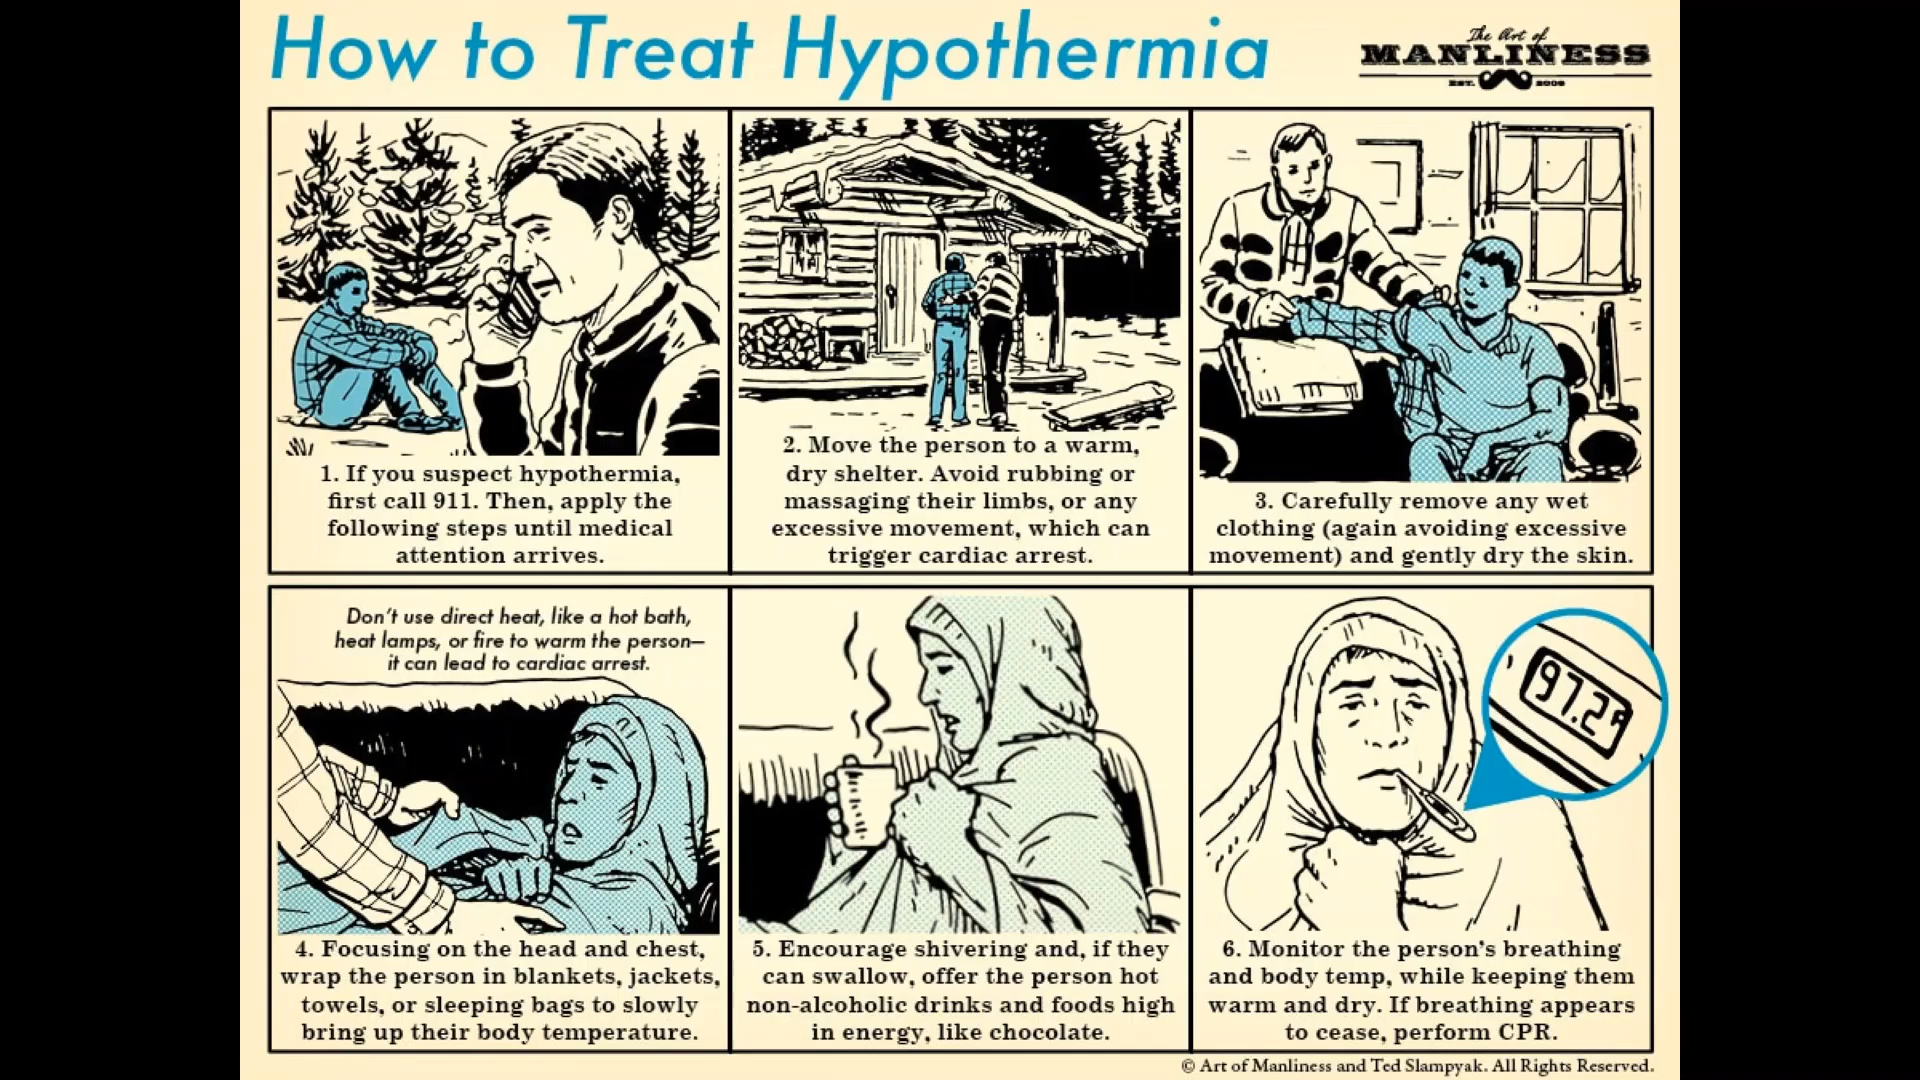 How to Treat Hypothermia
The Art of
MANLINESS
EST. 2008
1. If you suspect hypothermia,
first call 911. Then, apply the
following steps until medical
attention arrives.
2. Move the person to a warm,
dry shelter. Avoid rubbing or
massaging their limbs, or any
excessive movement, which can
trigger cardiac arrest.
3. Carefully remove any wet
clothing (again avoiding excessive
movement) and gently dry the skin.
Don't use direct heat, like a hot bath,
heat lamps, or fire to warm the person—
it can lead to cardiac arrest.
4. Focusing on the head and chest,
wrap the person in blankets, jackets,
towels, or sleeping bags to slowly
bring up their body temperature.
5. Encourage shivering and, if they
can swallow, offer the person hot
non-alcoholic drinks and foods high
in energy, like chocolate.
97.2F
6. Monitor the person's breathing
and body temp, while keeping them
warm and dry. If breathing appears
to cease, perform CPR.
© Art of Manliness and Ted Slampyak. All Rights Reserved.